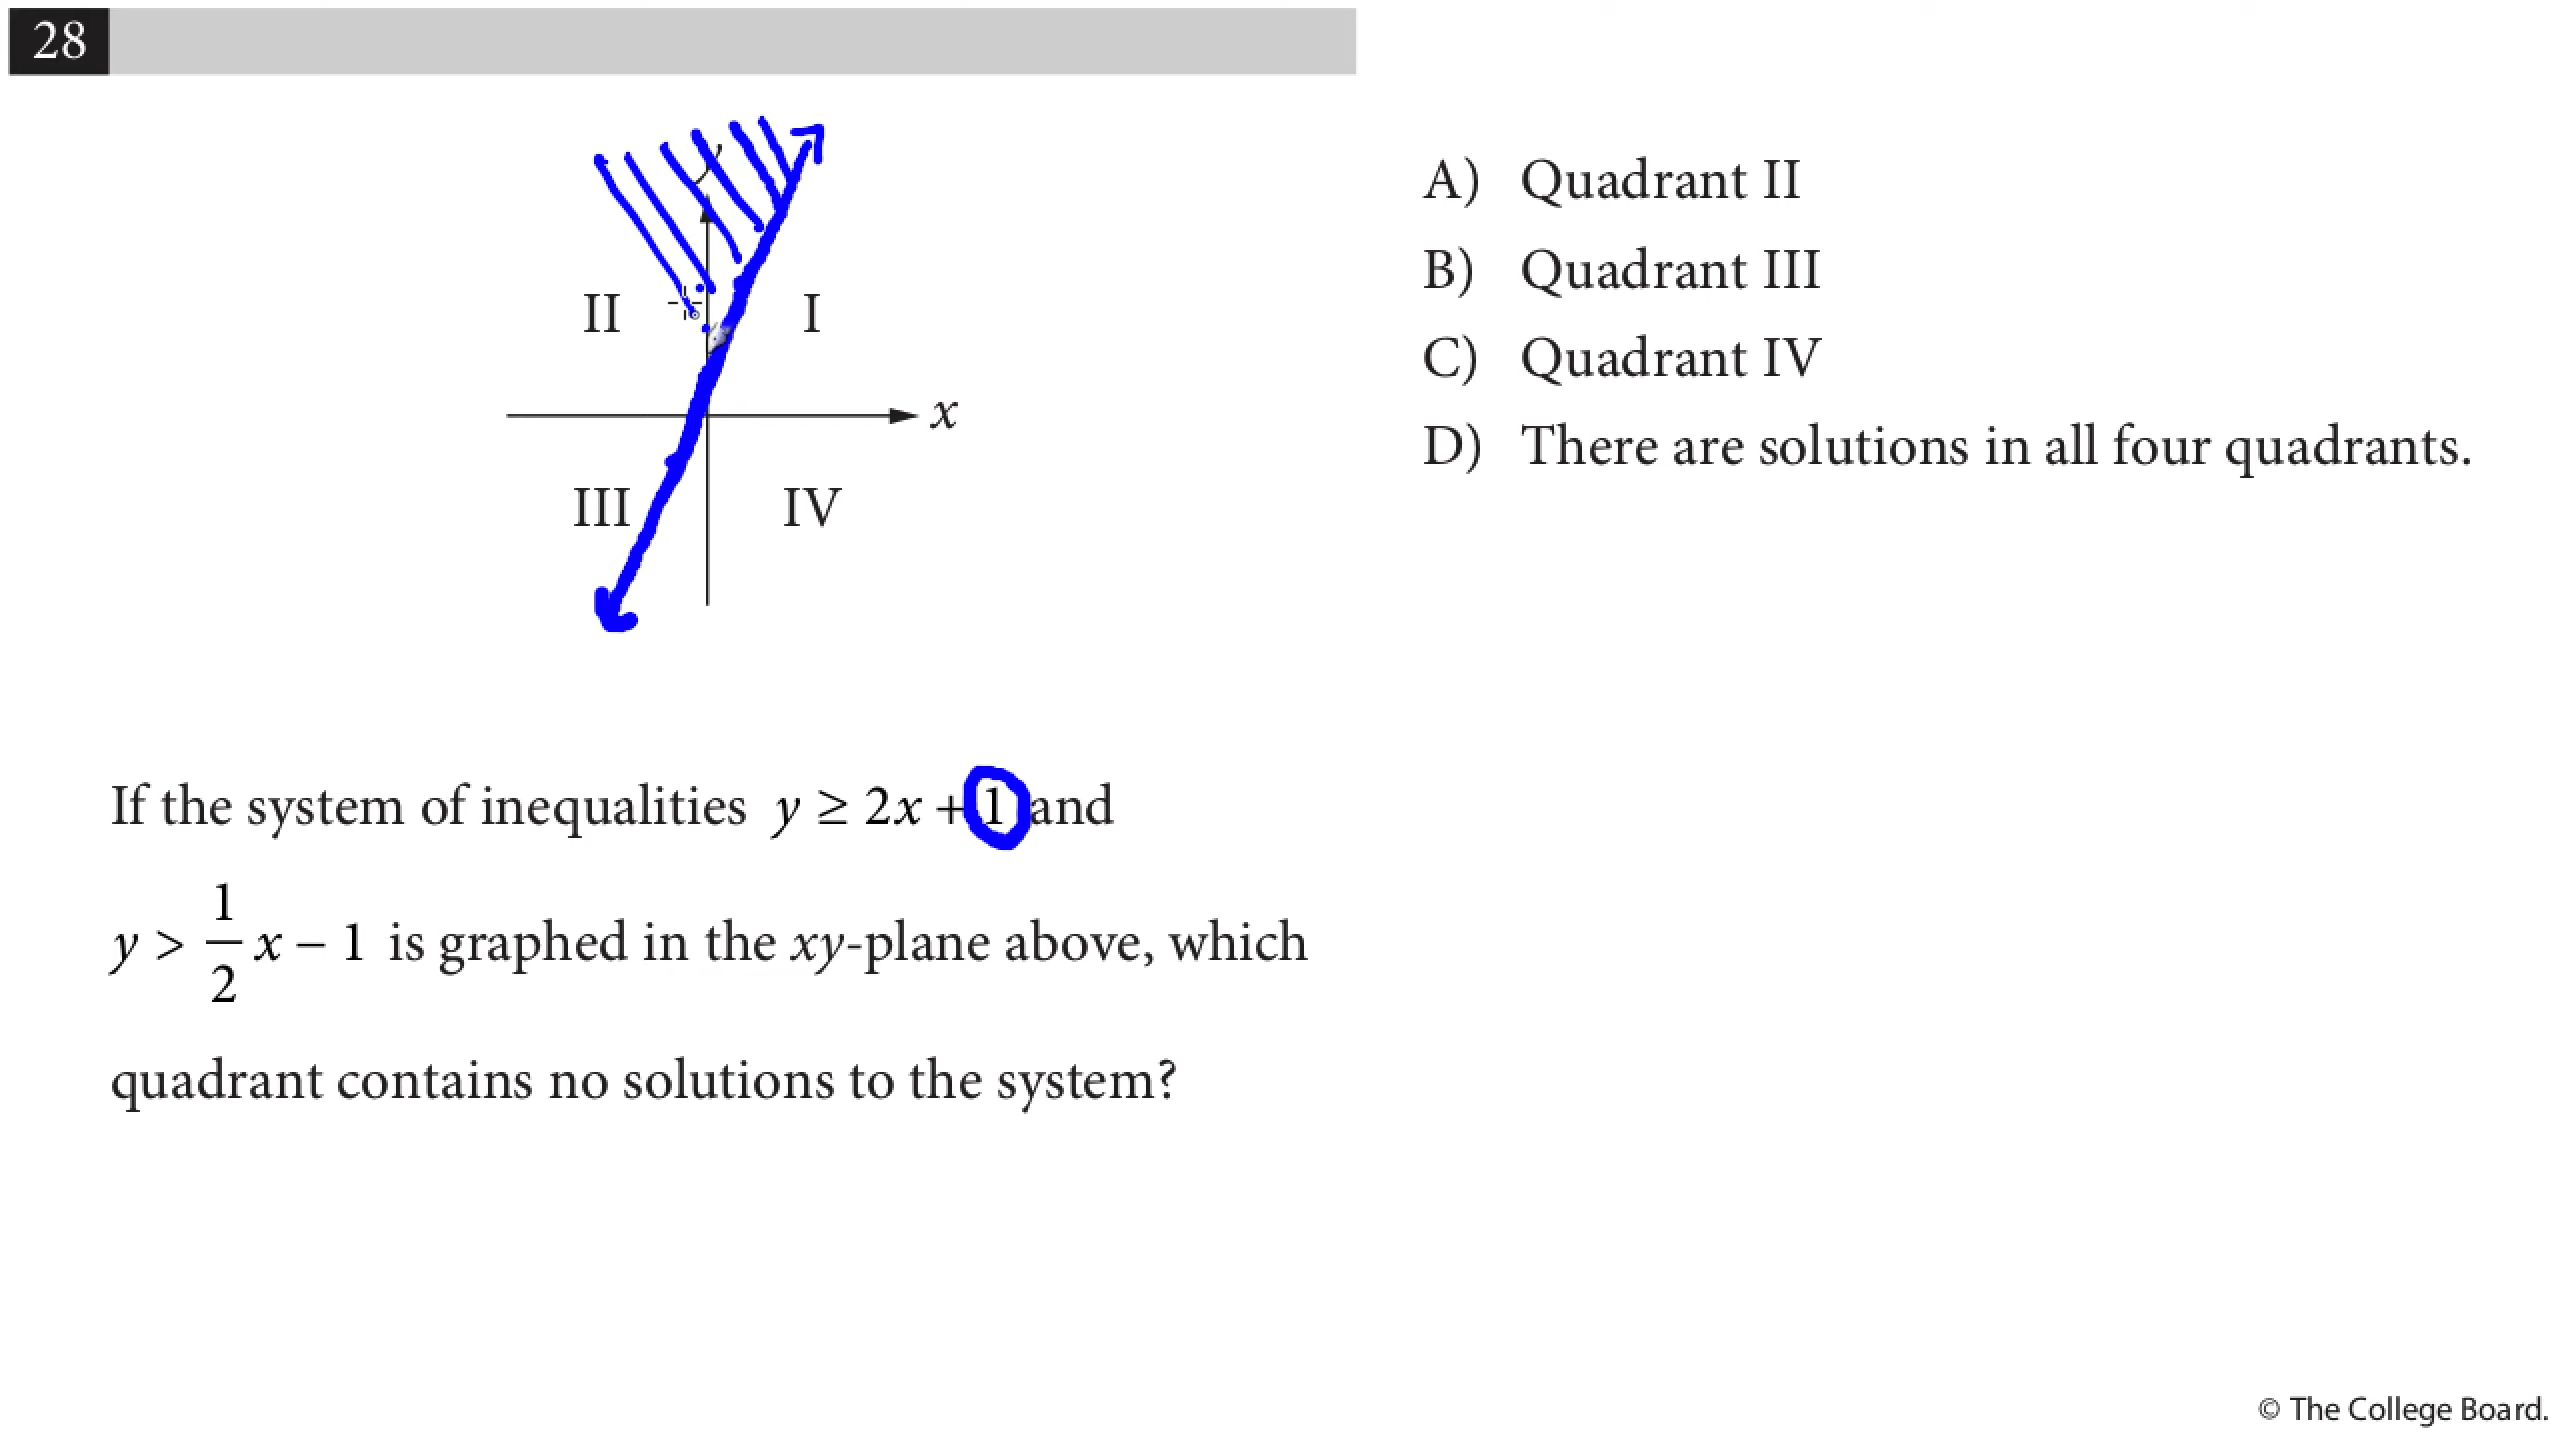 28
y
II
I
x
III
IV
If the system of inequalities y ≥ 2x + 1 and
y > 1/2 x − 1 is graphed in the xy-plane above, which
quadrant contains no solutions to the system?
A) Quadrant II
B) Quadrant III
C) Quadrant IV
D) There are solutions in all four quadrants.
© The College Board.